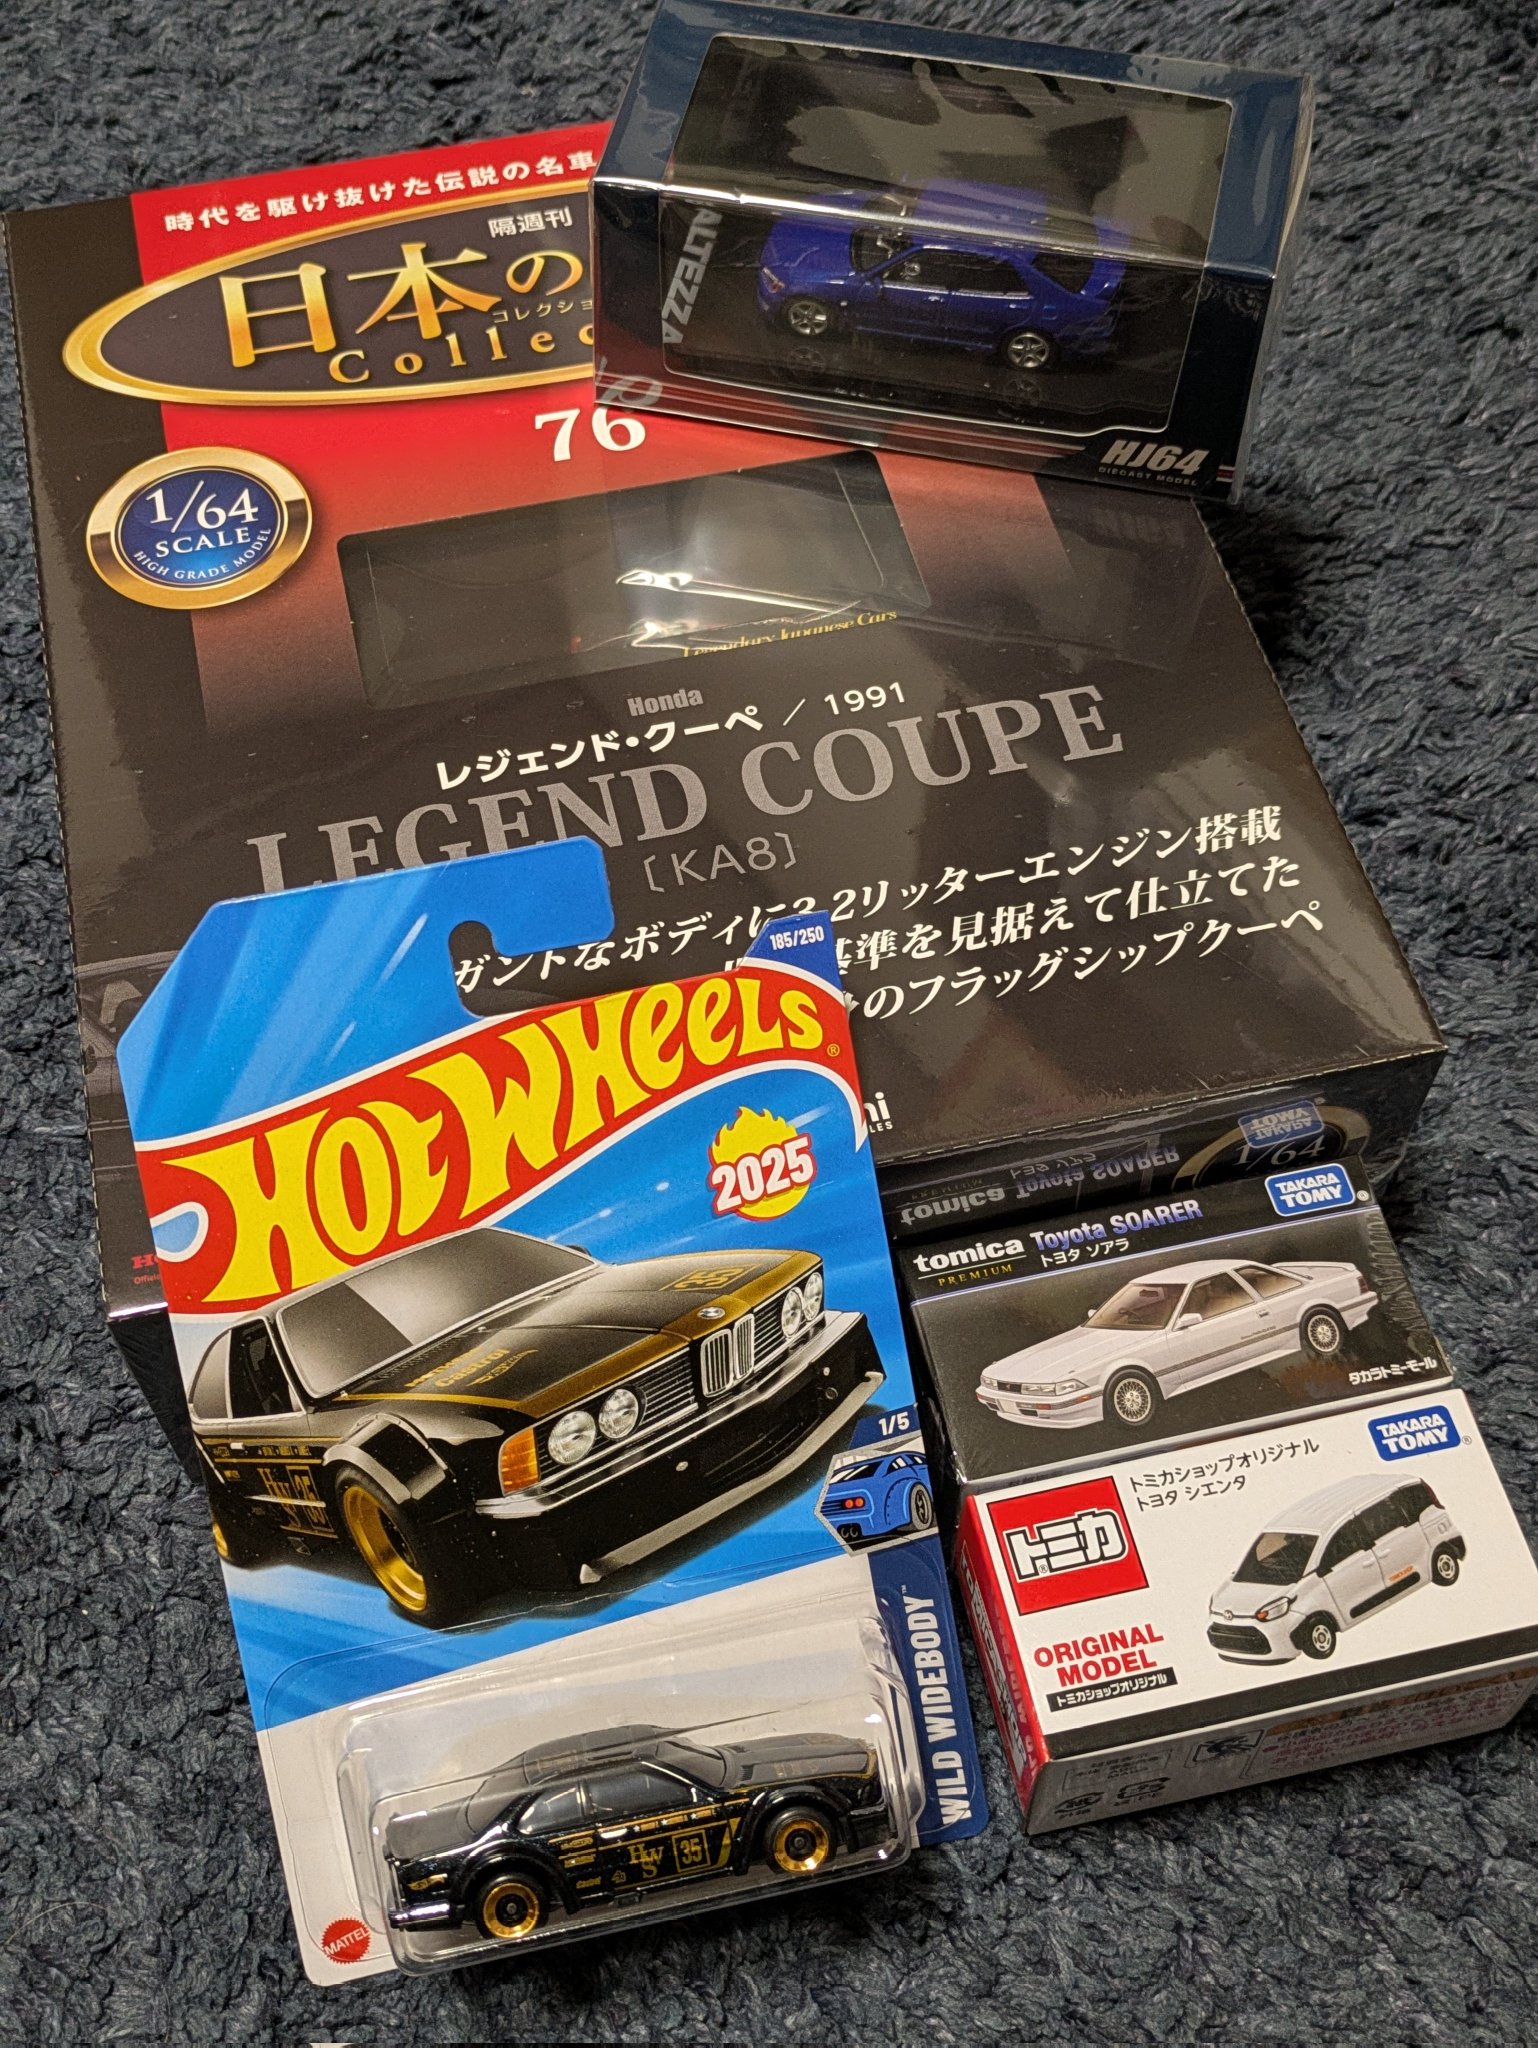 時代を駆け抜けた伝説の名車
隔週刊
日本の
コレクショ
Collec
76
1/64
SCALE
HIGH GRADE MODEL
ALTEZZA
HJ64
DIECAST MODEL
Legendary Japanese Cars
Honda
レジェンド・クーペ / 1991
LEGEND COUPE
[KA8]
ガントなボディに3.2リッターエンジン搭載
基準を見据えて仕立てた
のフラッグシップクーペ
185/250
HOT WHEELS®
2025
Castrol
35
1/5
WILD WIDEBODY™
HWS
35
Castrol
MATTEL
1/64
tomica Toyota SOARER
PREMIUM
トヨタ ソアラ
TAKARA
TOMY®
タカラトミーモール
トミカ®
トミカショップオリジナル
トヨタ シエンタ
TAKARA
TOMY®
ORIGINAL
MODEL
トミカショップオリジナル